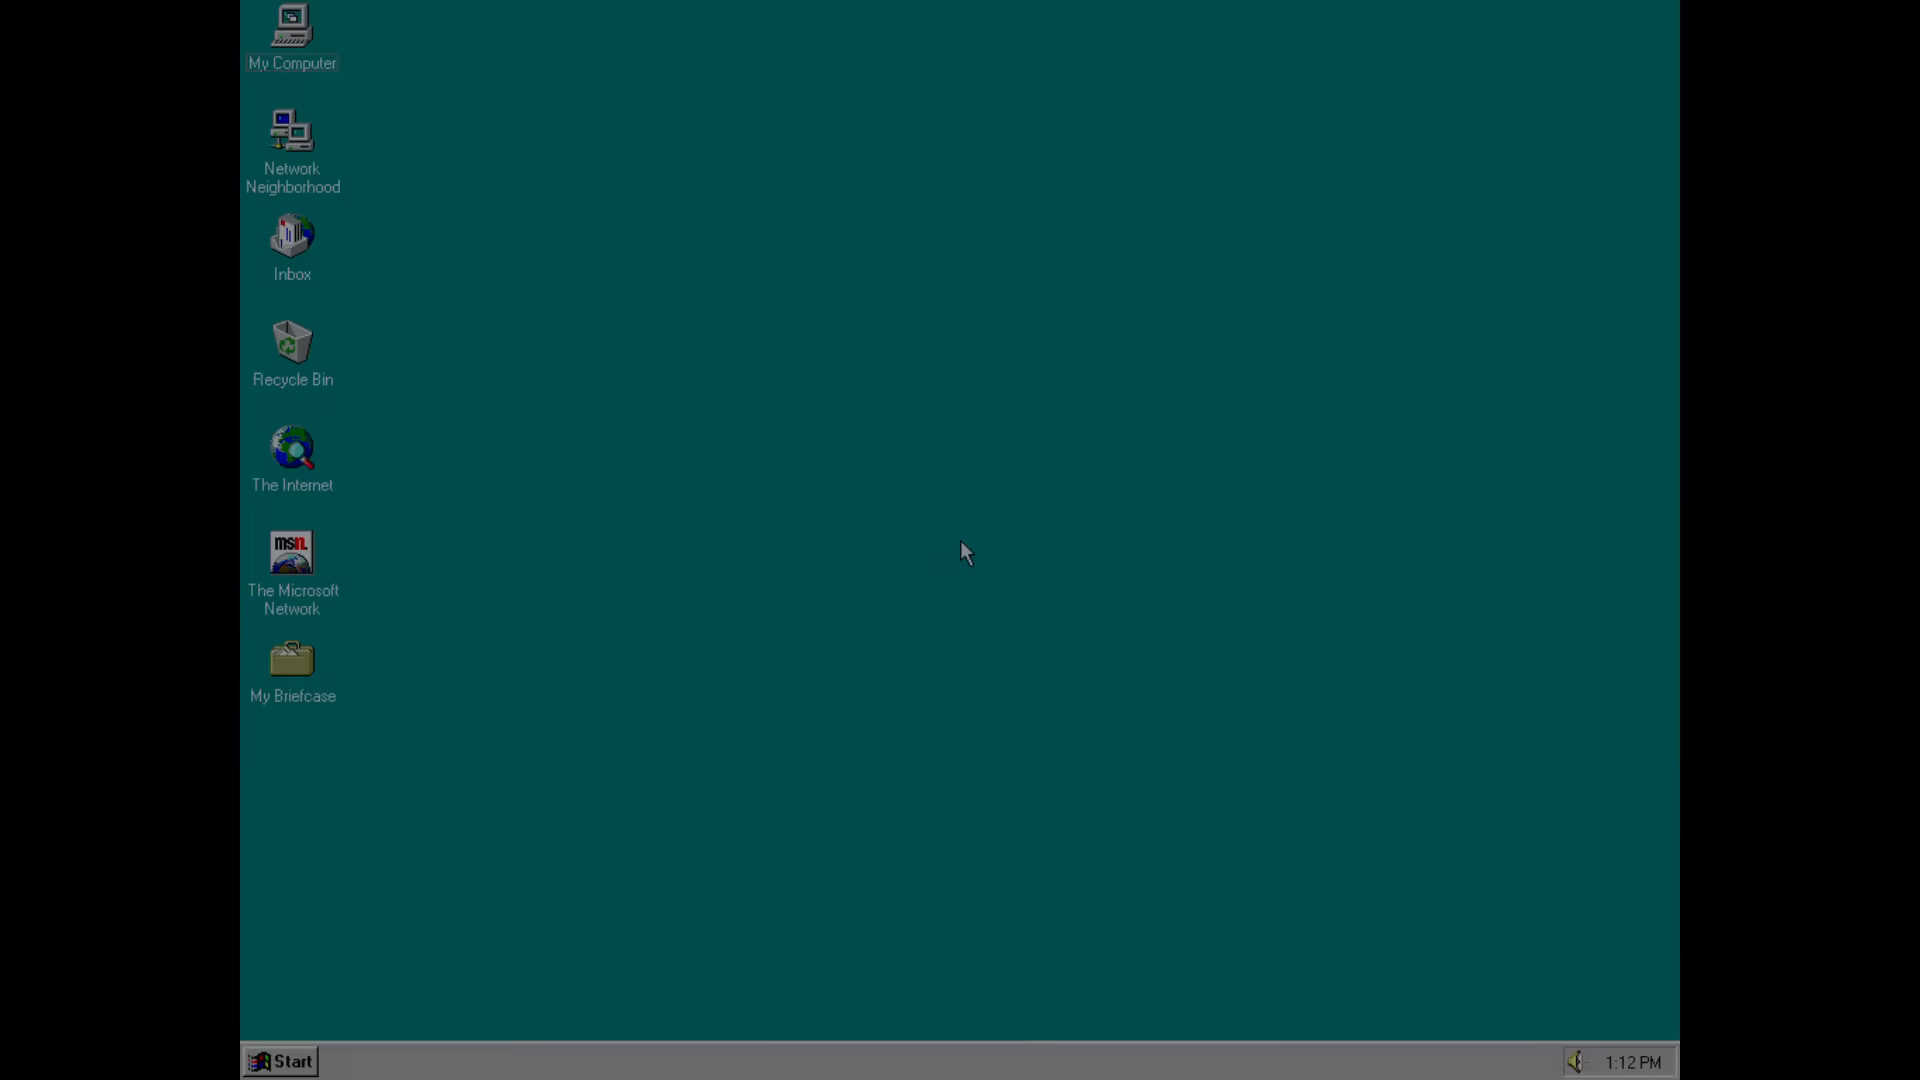 My Computer
Network
Neighborhood
Inbox
Recycle Bin
The Internet
msn.
The Microsoft
Network
My Briefcase
Start
1:12 PM